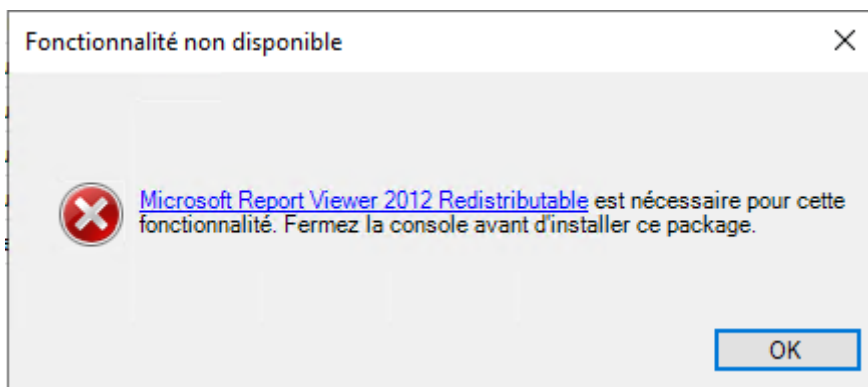 Fonctionnalité non disponible
Microsoft Report Viewer 2012 Redistributable est nécessaire pour cette
fonctionnalité. Fermez la console avant d'installer ce package.
OK